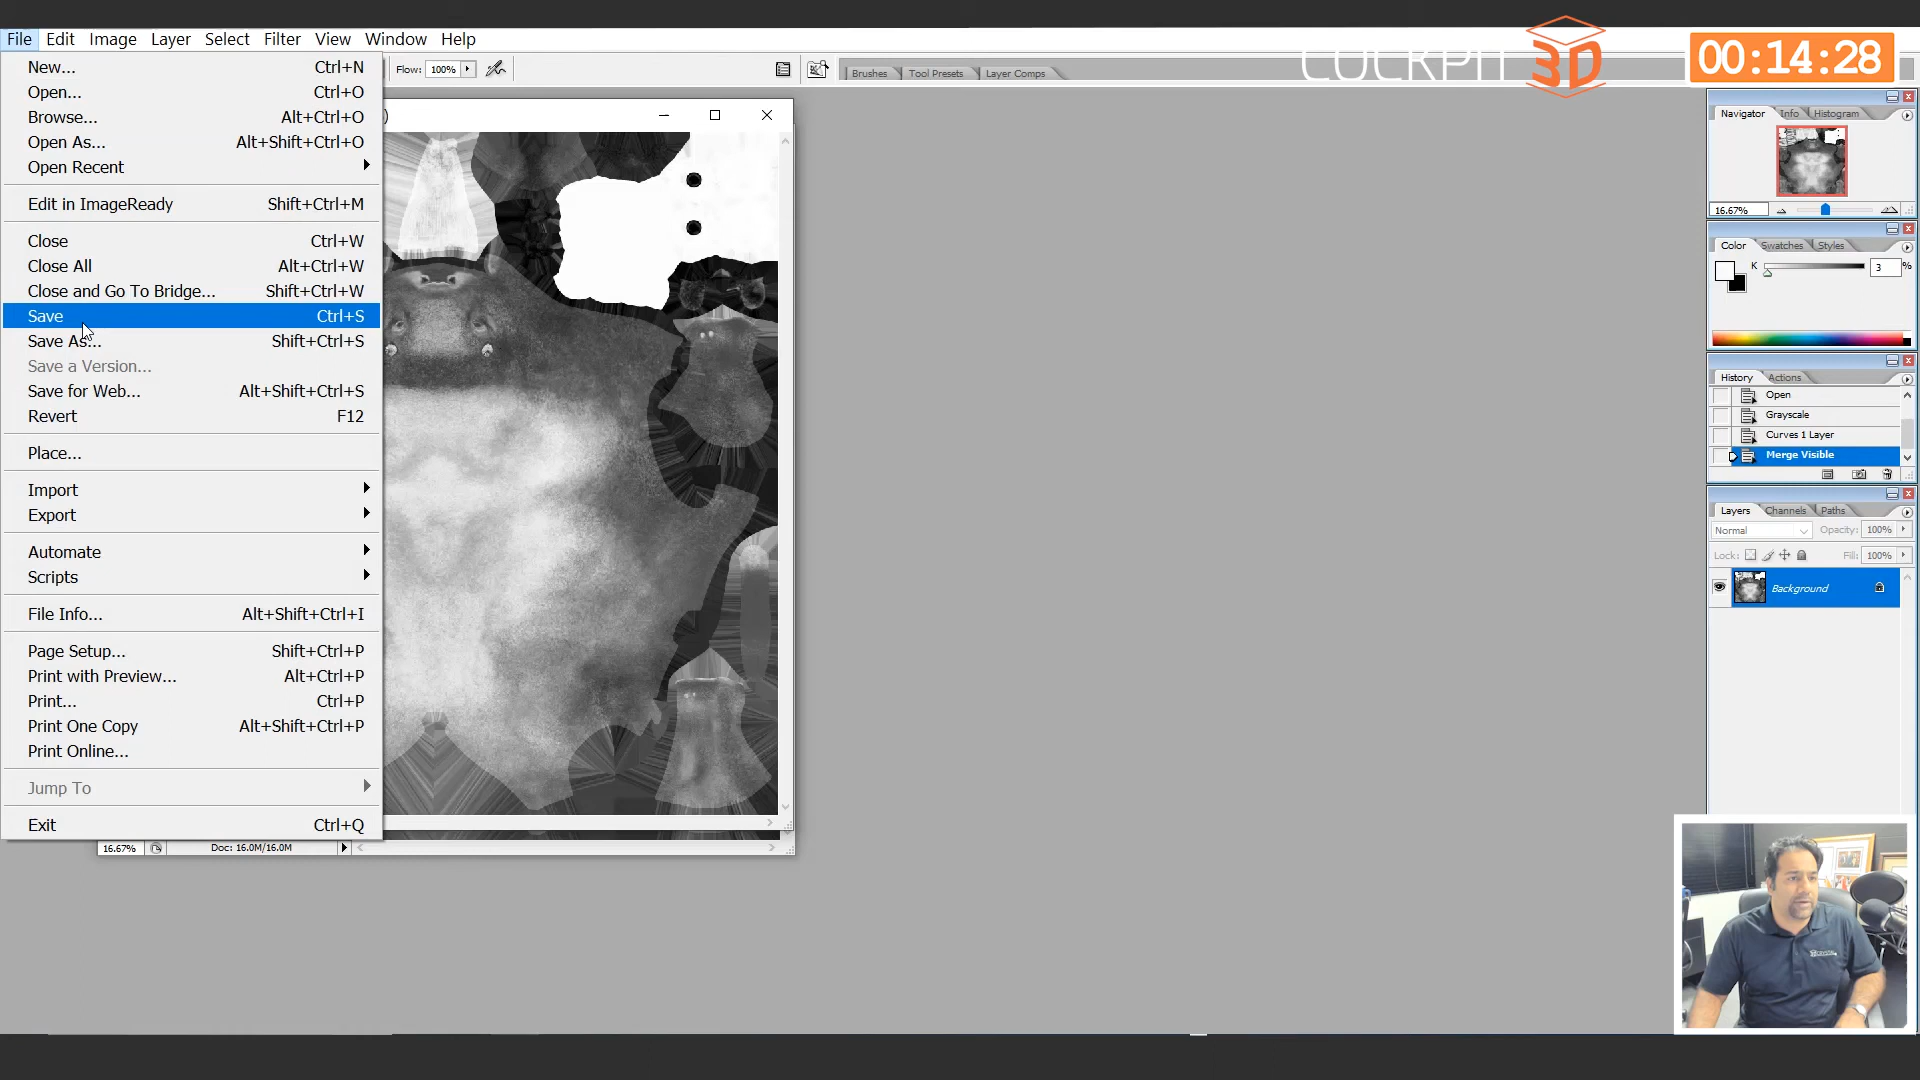 File Edit Image Layer Select Filter View Window Help
COCKPIT 3D
00:14:28
Flow: 100%
Brushes Tool Presets Layer Comps
New... Ctrl+N
Open... Ctrl+O
Browse... Alt+Ctrl+O
Open As... Alt+Shift+Ctrl+O
Open Recent
Edit in ImageReady Shift+Ctrl+M
Close Ctrl+W
Close All Alt+Ctrl+W
Close and Go To Bridge... Shift+Ctrl+W
Save Ctrl+S
Save As... Shift+Ctrl+S
Save a Version...
Save for Web... Alt+Shift+Ctrl+S
Revert F12
Place...
Import
Export
Automate
Scripts
File Info... Alt+Shift+Ctrl+I
Page Setup... Shift+Ctrl+P
Print with Preview... Alt+Ctrl+P
Print... Ctrl+P
Print One Copy Alt+Shift+Ctrl+P
Print Online...
Jump To
Exit Ctrl+Q
)
16.67% Doc: 16.0M/16.0M
Navigator Info Histogram
16.67%
Color Swatches Styles
K 3 %
History Actions
Open
Grayscale
Curves 1 Layer
Merge Visible
Layers Channels Paths
Normal Opacity: 100%
Lock: Fill: 100%
Background